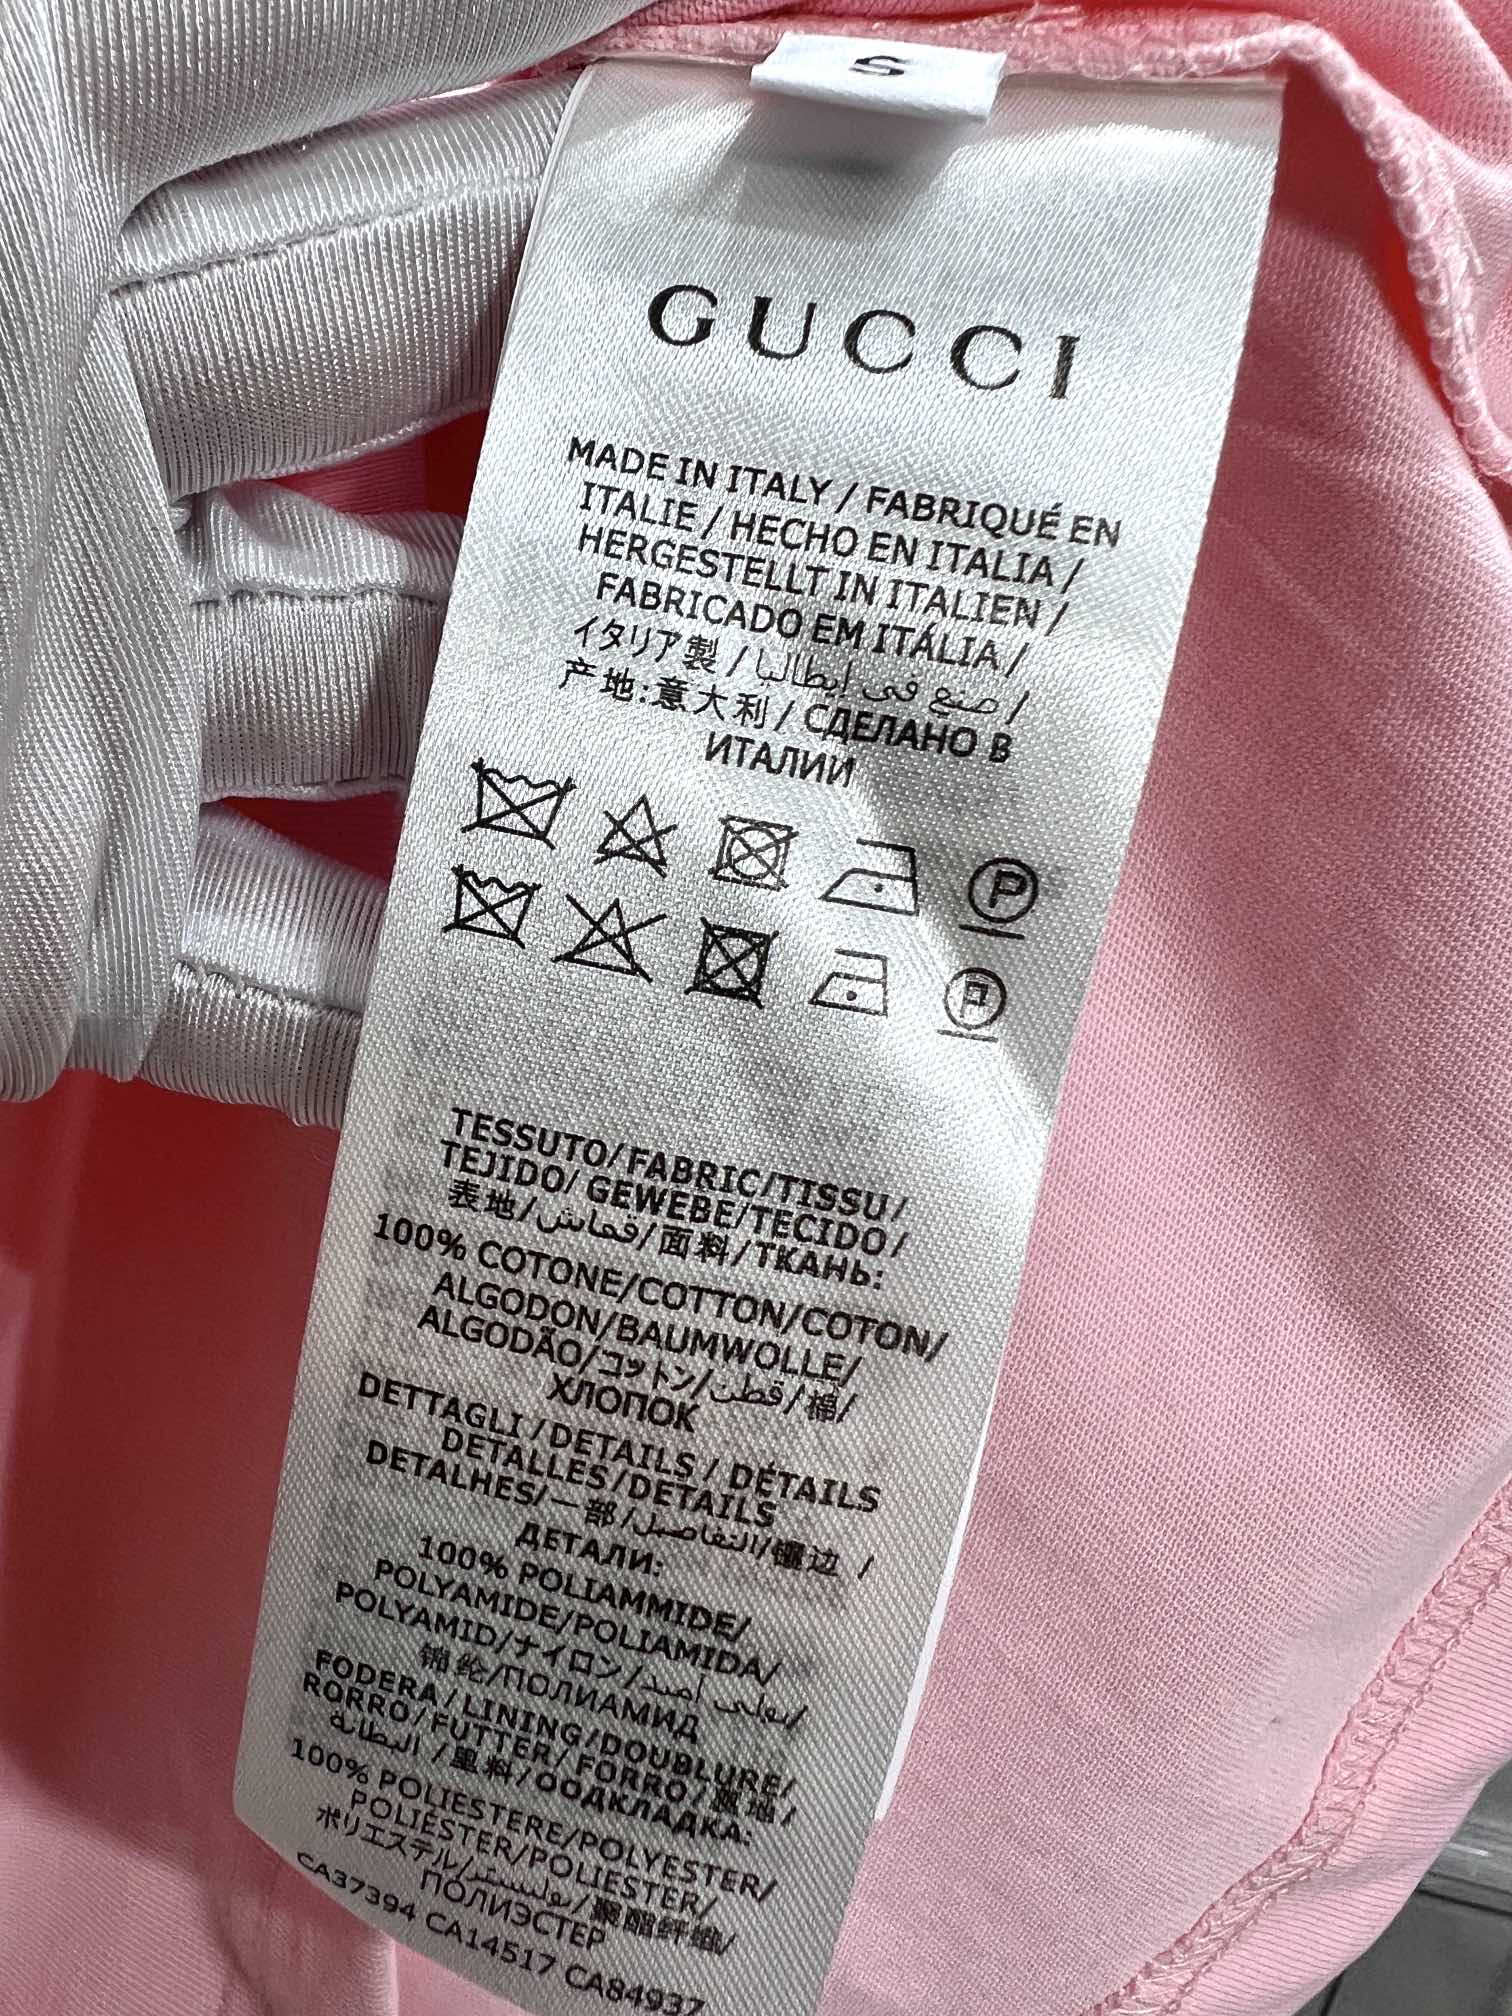 S
GUCCI
MADE IN ITALY / FABRIQUÉ EN
ITALIE / HECHO EN ITALIA /
HERGESTELLT IN ITALIEN /
FABRICADO EM ITÁLIA /
イタリア製 / صنع في إيطاليا /
产地:意大利 / СДЕЛАНО В
ИТАЛИИ
P
P
TESSUTO/FABRIC/TISSU/
TEJIDO/ GEWEBE/TECIDO/
表地/قماش/面料/ТКАНЬ:
100% COTONE/COTTON/COTON/
ALGODON/BAUMWOLLE/
ALGODÃO/コットン/قطن/棉/
ХЛОПОК
DETTAGLI/DETAILS / DÉTAILS
DETALLES/DETAILS
DETALHES/一部/التفاصيل/镶边 /
ДЕТАЛИ:
100% POLIAMMIDE/
POLYAMIDE/POLIAMIDA/
POLYAMID/ナイロン/بولي أميد/
锦纶/ПОЛИАМИД
FODERA/LINING/DOUBLURE/
RORRO/FUTTER/FORRO/裏地/
البطانة /里料/ООДКЛАДКА:
100% POLIESTERE/POLYESTER/
POLIÉSTER/POLIESTER/
ポリエステル/بوليستر/聚酯纤维/
ПОЛИЭСТЕР
CA37394 CA14517 CA84937